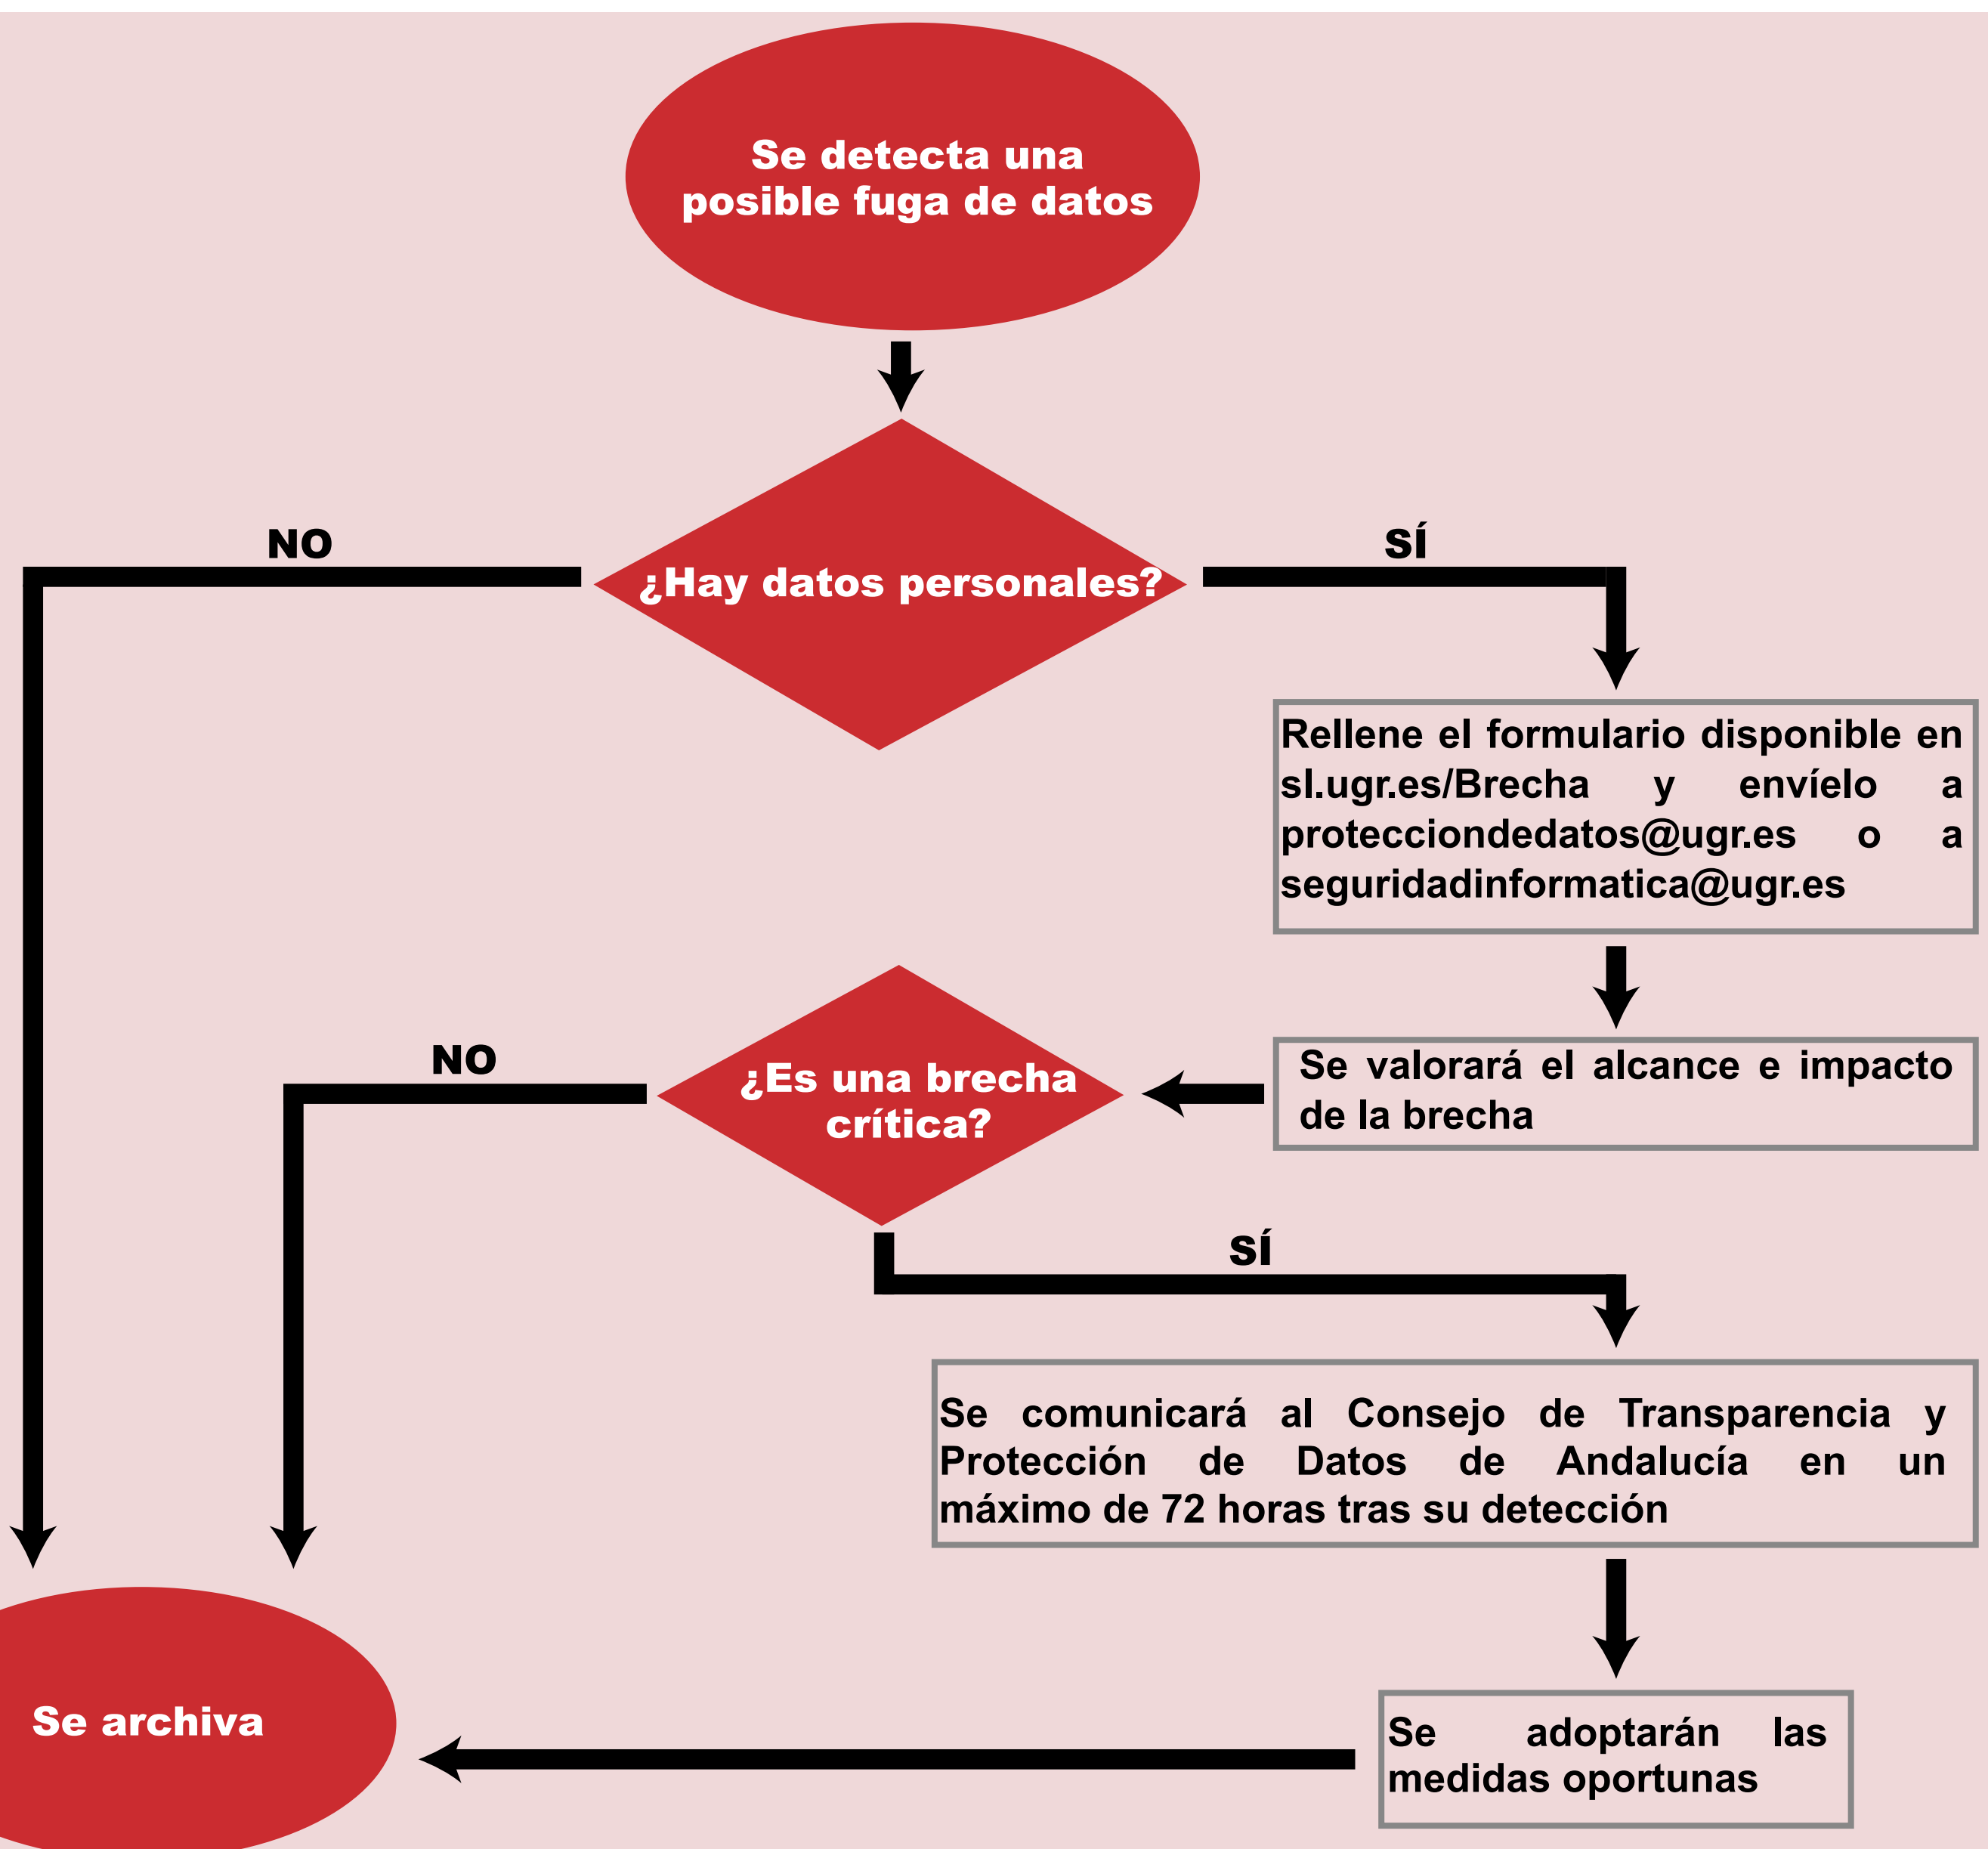 Se detecta una
posible fuga de datos
¿Hay datos personales?
NO
SÍ
Rellene el formulario disponible en
sl.ugr.es/Brecha y envíelo a
protecciondedatos@ugr.es o a
seguridadinformatica@ugr.es
Se valorará el alcance e impacto
de la brecha
¿Es una brecha
crítica?
NO
SÍ
Se comunicará al Consejo de Transparencia y
Protección de Datos de Andalucía en un
máximo de 72 horas tras su detección
Se adoptarán las
medidas oportunas
Se archiva